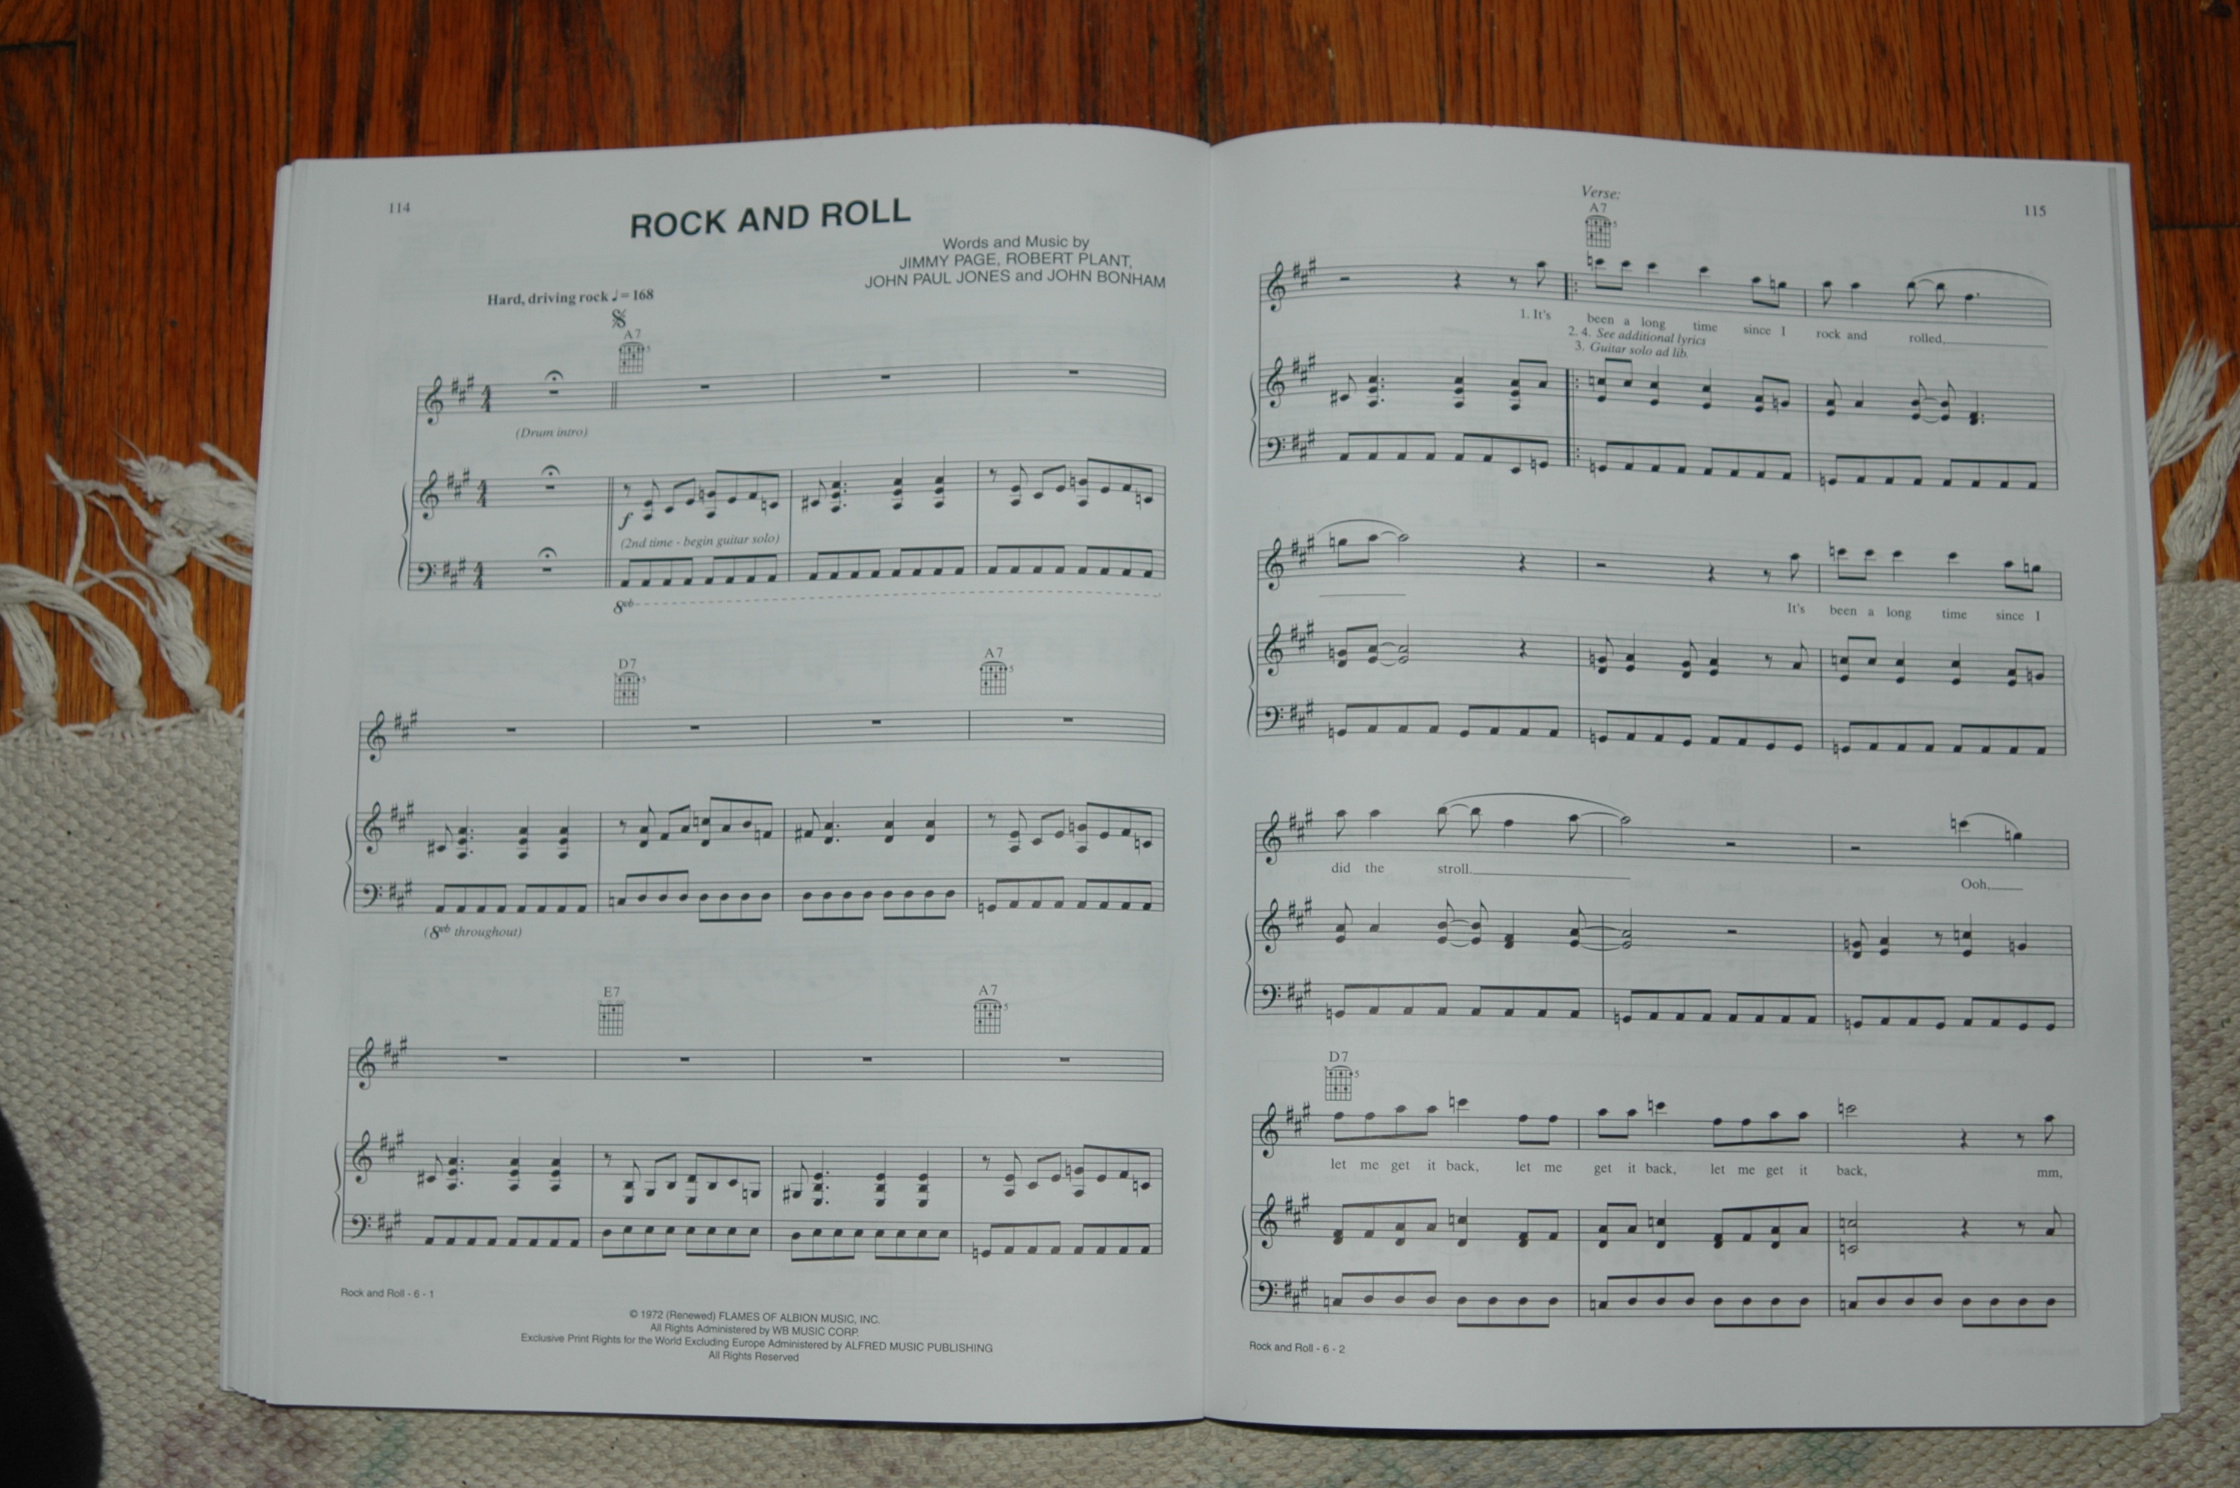 114
ROCK AND ROLL
Words and Music by
JIMMY PAGE, ROBERT PLANT,
JOHN PAUL JONES and JOHN BONHAM
Hard, driving rock ♩ = 168
A7
(Drum intro)
f
(2nd time - begin guitar solo)
8vb
D7 A7
(8vb throughout)
E7 A7
Rock and Roll - 6 - 1
© 1972 (Renewed) FLAMES OF ALBION MUSIC, INC.
All Rights Administered by WB MUSIC CORP.
Exclusive Print Rights for the World Excluding Europe Administered by ALFRED MUSIC PUBLISHING
All Rights Reserved
115
Verse:
A7
1. It's been a long time since I rock and rolled.
2. 4. See additional lyrics
3. Guitar solo ad lib.
It's been a long time since I
did the stroll. Ooh,
D7
let me get it back, let me get it back, let me get it back, mm,
Rock and Roll - 6 - 2